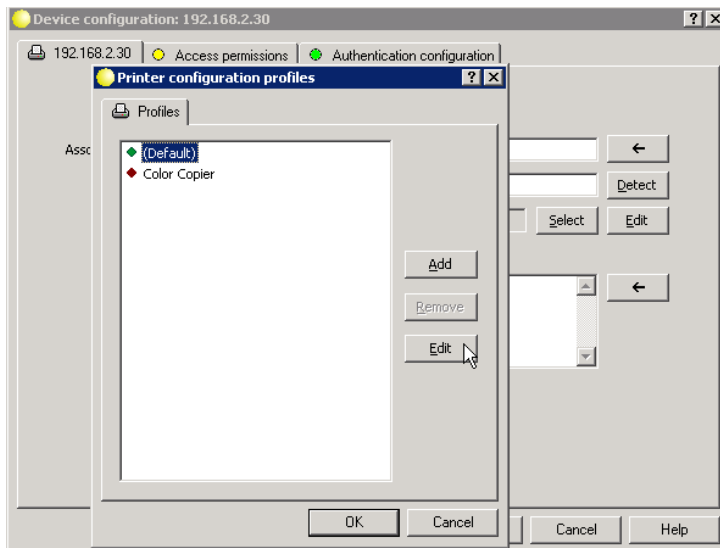 Device configuration: 192.168.2.30
192.168.2.30 Access permissions Authentication configuration
Printer configuration profiles
Profiles
(Default)
Color Copier
Add
Remove
Edit
OK Cancel
Detect
Select Edit
Cancel Help